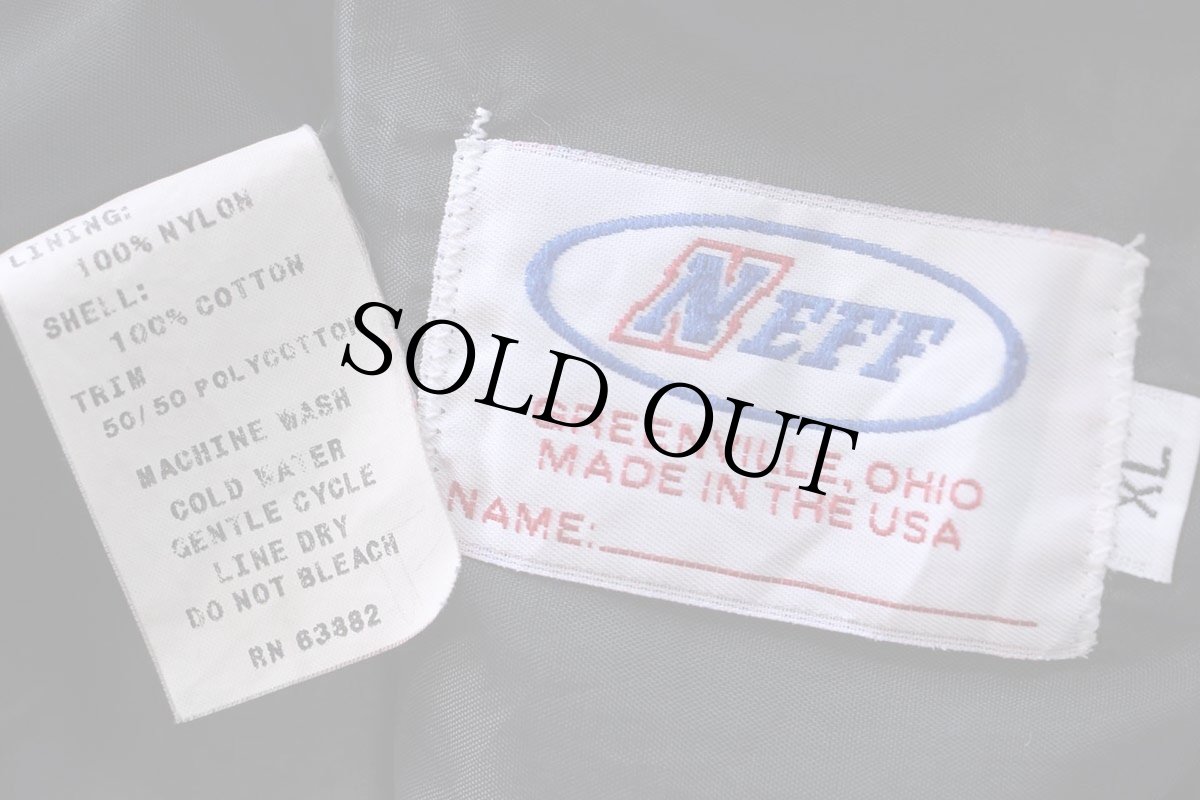 LINING:
100% NYLON
SHELL:
100% COTTON
TRIM
50/50 POLYCOTTON
MACHINE WASH
COLD WATER
GENTLE CYCLE
LINE DRY
DO NOT BLEACH
RN 63882
NEFF
GREENVILLE, OHIO
MADE IN THE USA
NAME:
XL
SOLD OUT